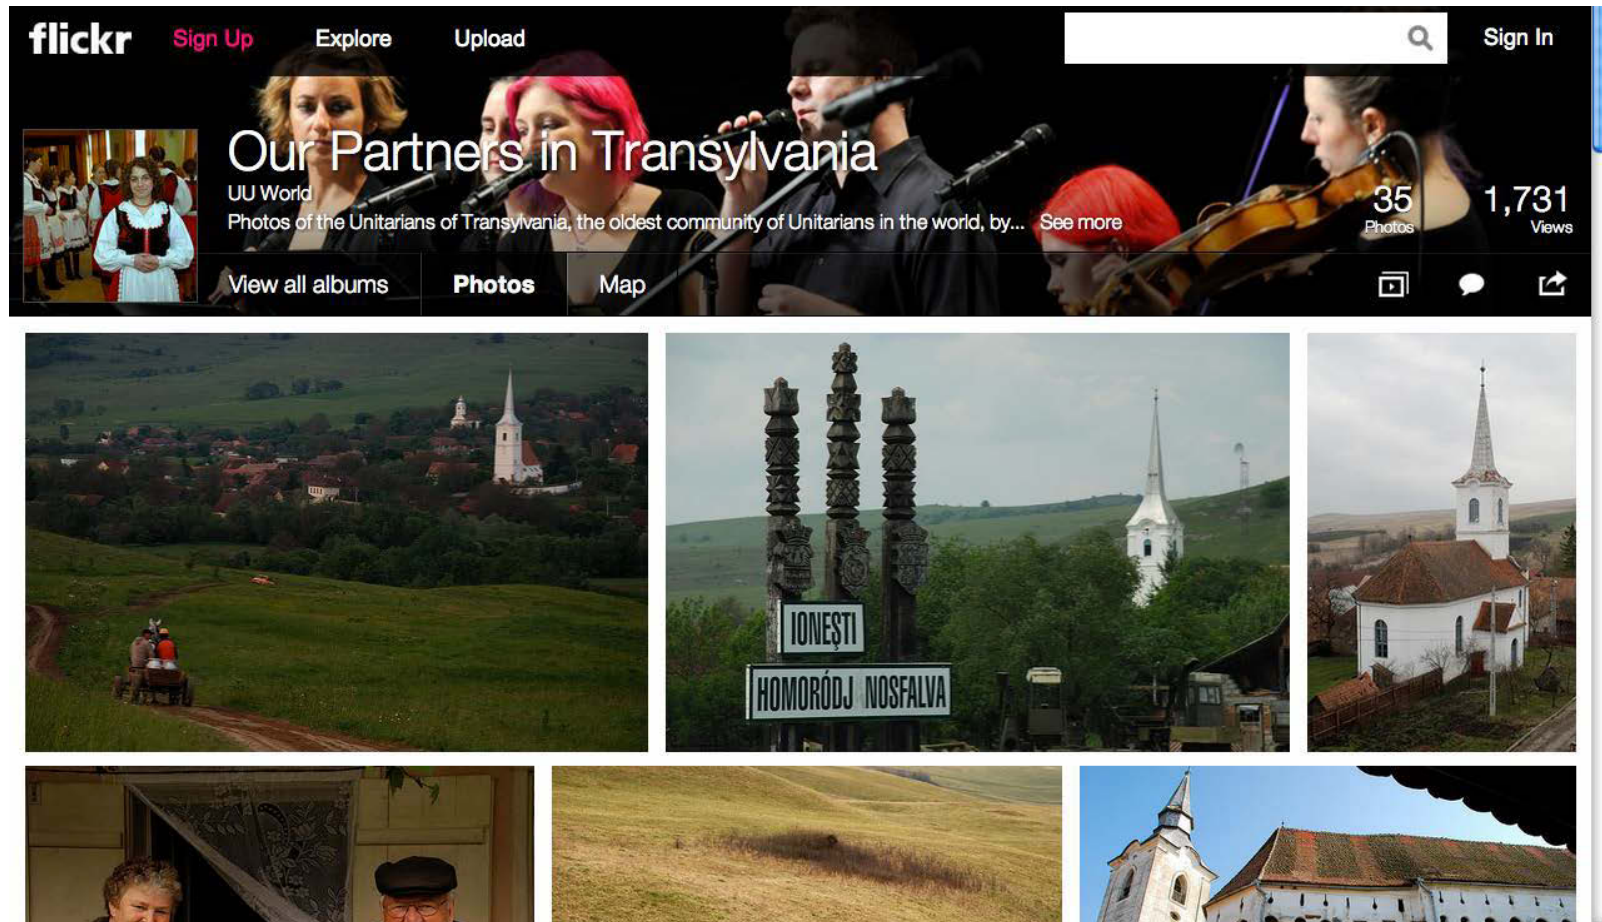 flickr Sign Up Explore Upload Sign In
Our Partners in Transylvania
UU World
Photos of the Unitarians of Transylvania, the oldest community of Unitarians in the world, by... See more
35 1,731
Photos Views
View all albums Photos Map
IONEȘTI
HOMORÓDJ NOSFALVA